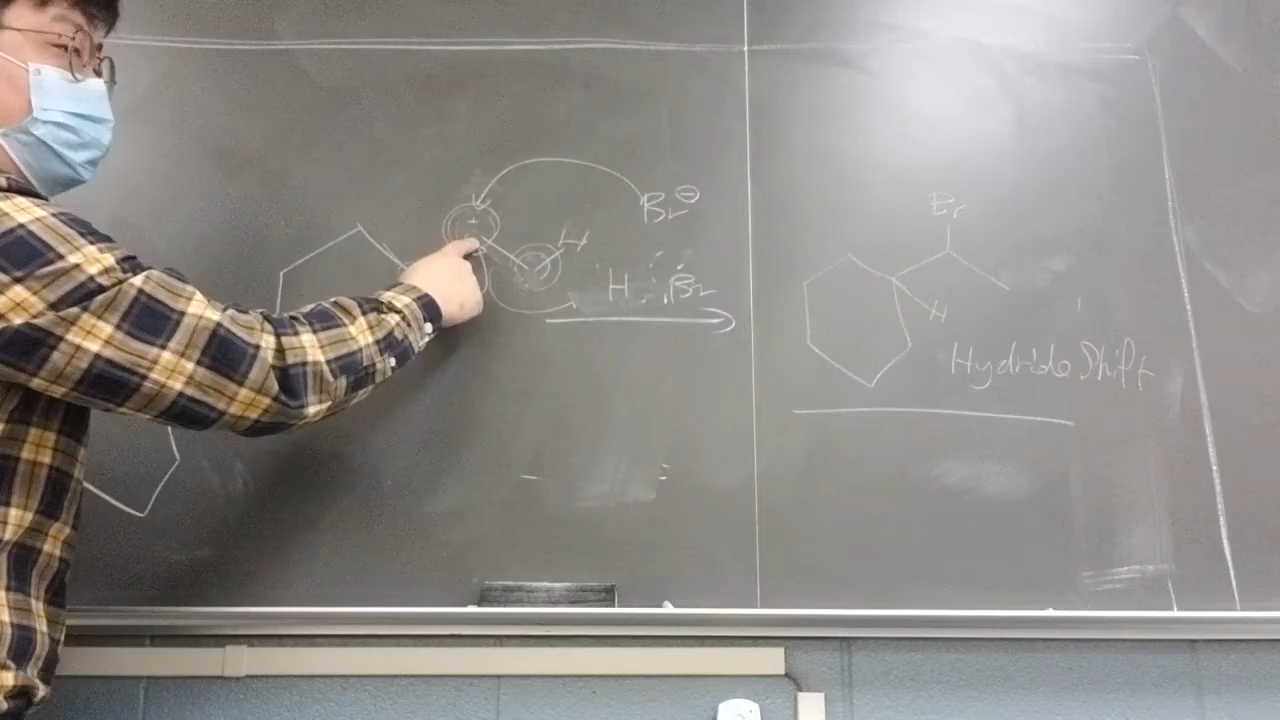 Br ⊖
+
H
H Br
Br
H
Hydride Shift